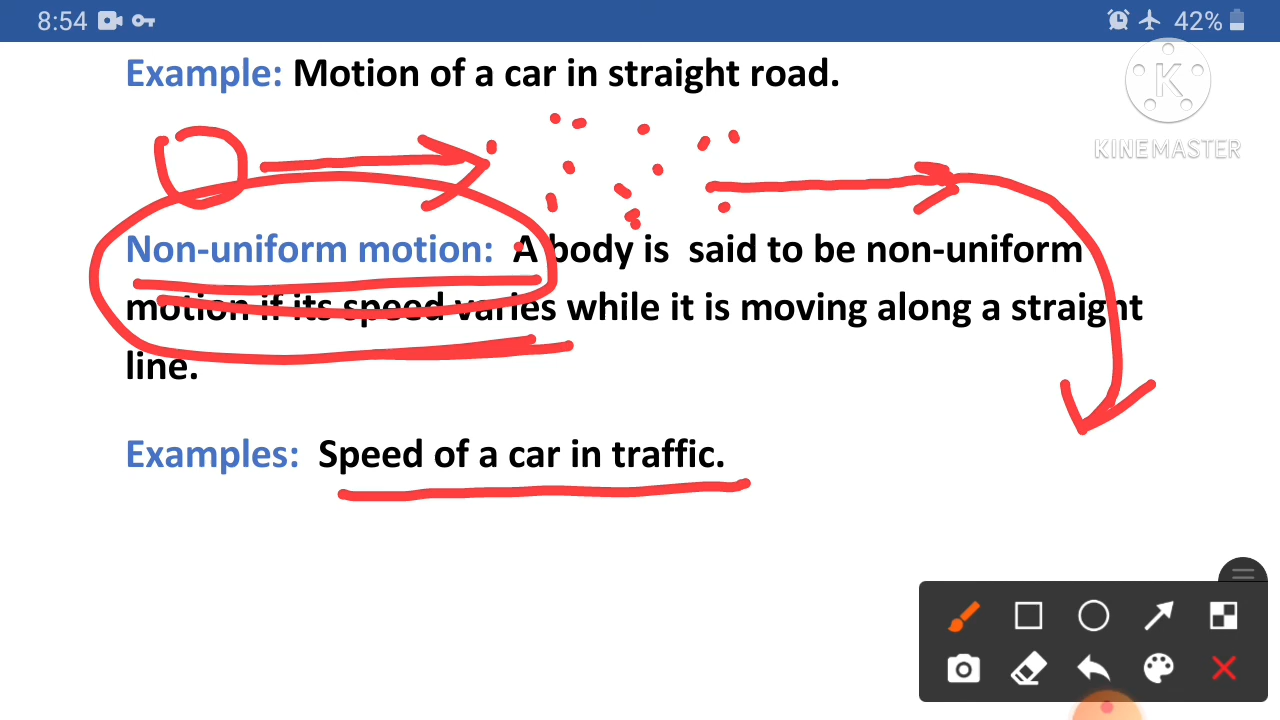 8:54 42%
Example: Motion of a car in straight road.
K
KINEMASTER
Non-uniform motion: A body is said to be non-uniform
motion if its speed varies while it is moving along a straight
line.
Examples: Speed of a car in traffic.